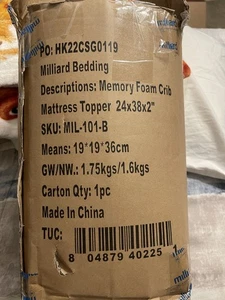 PO: HK22CSG0119
Milliard Bedding
Descriptions: Memory Foam Crib
Mattress Topper 24x38x2"
SKU: MIL-101-B
Means: 19*19*36cm
GW/NW.: 1.75kgs/1.6kgs
Carton Qty: 1pc
Made In China
TUC:
8 04879 40225